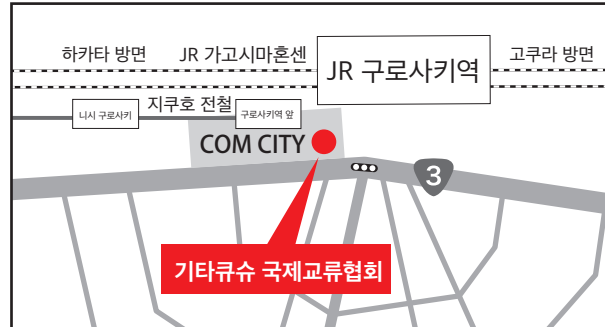 하카타 방면
JR 가고시마혼센
JR 구로사키역
고쿠라 방면
지쿠호 전철
니시 구로사키
구로사키역 앞
COM CITY
3
기타큐슈 국제교류협회